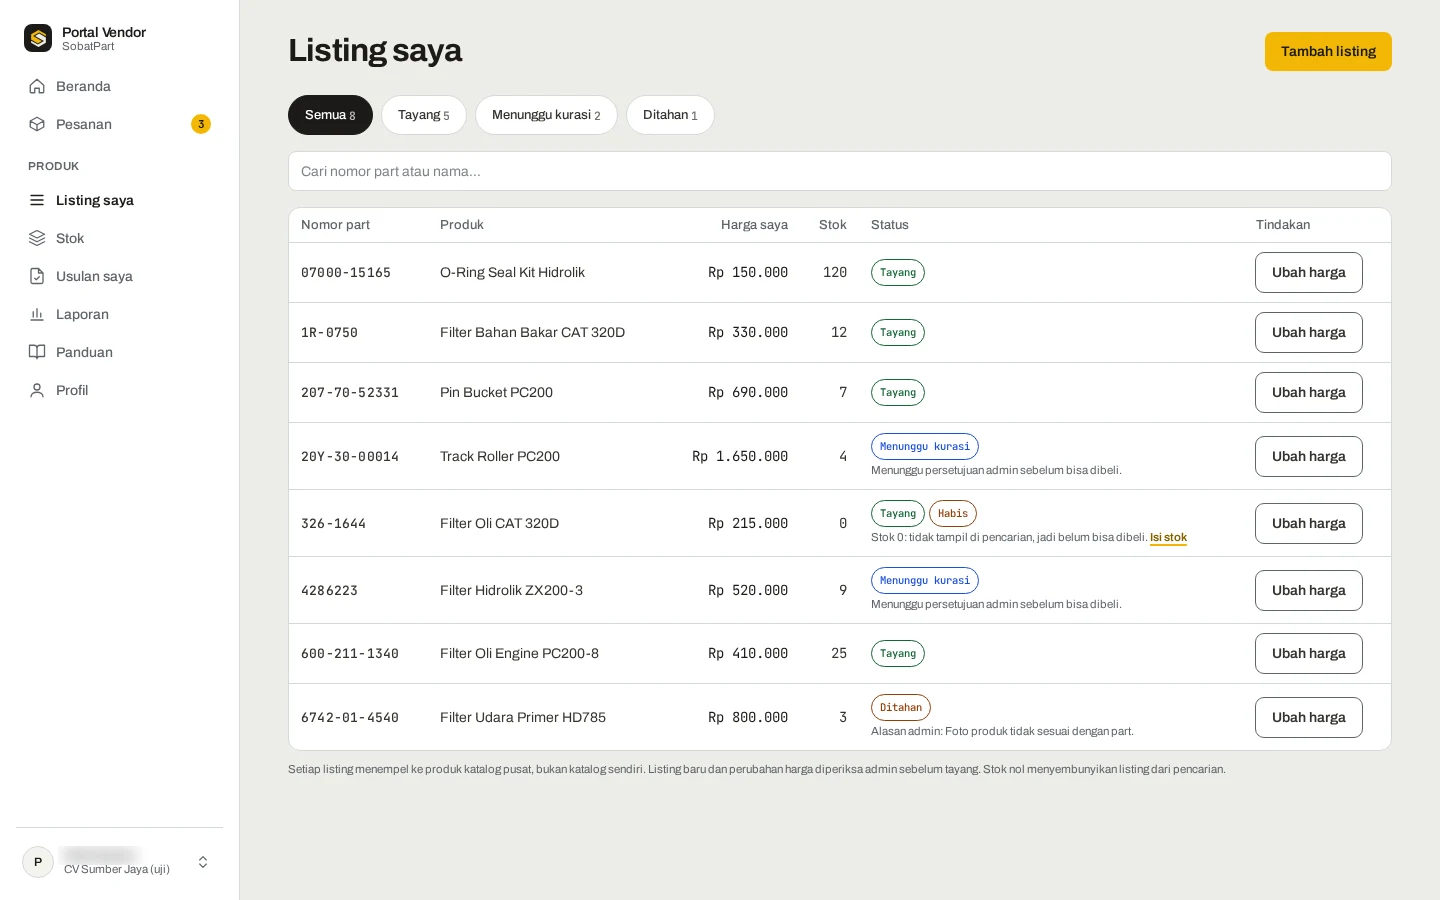 Portal Vendor
SobatPart
Beranda
Pesanan 3
PRODUK
Listing saya
Stok
Usulan saya
Laporan
Panduan
Profil
P
CV Sumber Jaya (uji)
Listing saya
Tambah listing
Semua 8 Tayang 5 Menunggu kurasi 2 Ditahan 1
Cari nomor part atau nama...
Nomor part Produk Harga saya Stok Status Tindakan
07000-15165 O-Ring Seal Kit Hidrolik Rp 150.000 120 Tayang Ubah harga
1R-0750 Filter Bahan Bakar CAT 320D Rp 330.000 12 Tayang Ubah harga
207-70-52331 Pin Bucket PC200 Rp 690.000 7 Tayang Ubah harga
20Y-30-00014 Track Roller PC200 Rp 1.650.000 4 Menunggu kurasi Ubah harga
Menunggu persetujuan admin sebelum bisa dibeli.
326-1644 Filter Oli CAT 320D Rp 215.000 0 Tayang Habis Ubah harga
Stok 0: tidak tampil di pencarian, jadi belum bisa dibeli. Isi stok
4286223 Filter Hidrolik ZX200-3 Rp 520.000 9 Menunggu kurasi Ubah harga
Menunggu persetujuan admin sebelum bisa dibeli.
600-211-1340 Filter Oli Engine PC200-8 Rp 410.000 25 Tayang Ubah harga
6742-01-4540 Filter Udara Primer HD785 Rp 800.000 3 Ditahan Ubah harga
Alasan admin: Foto produk tidak sesuai dengan part.
Setiap listing menempel ke produk katalog pusat, bukan katalog sendiri. Listing baru dan perubahan harga diperiksa admin sebelum tayang. Stok nol menyembunyikan listing dari pencarian.